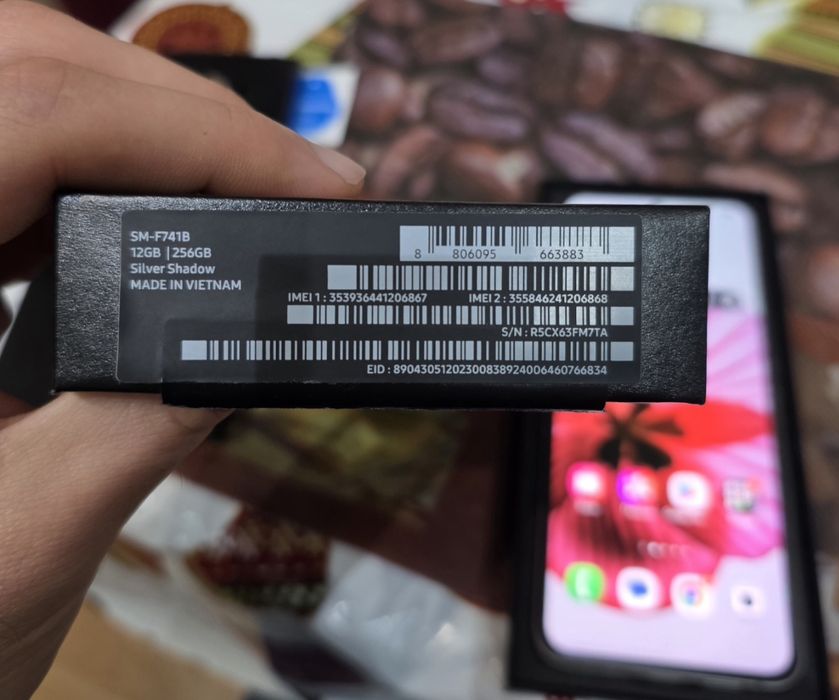 SM-F741B
12GB | 256GB
Silver Shadow
MADE IN VIETNAM
8 806095 663883
IMEI 1 : 353936441206867 IMEI 2 : 355846241206868
S/N : R5CX63FM7TA
EID : 89043051202300838924006460766834